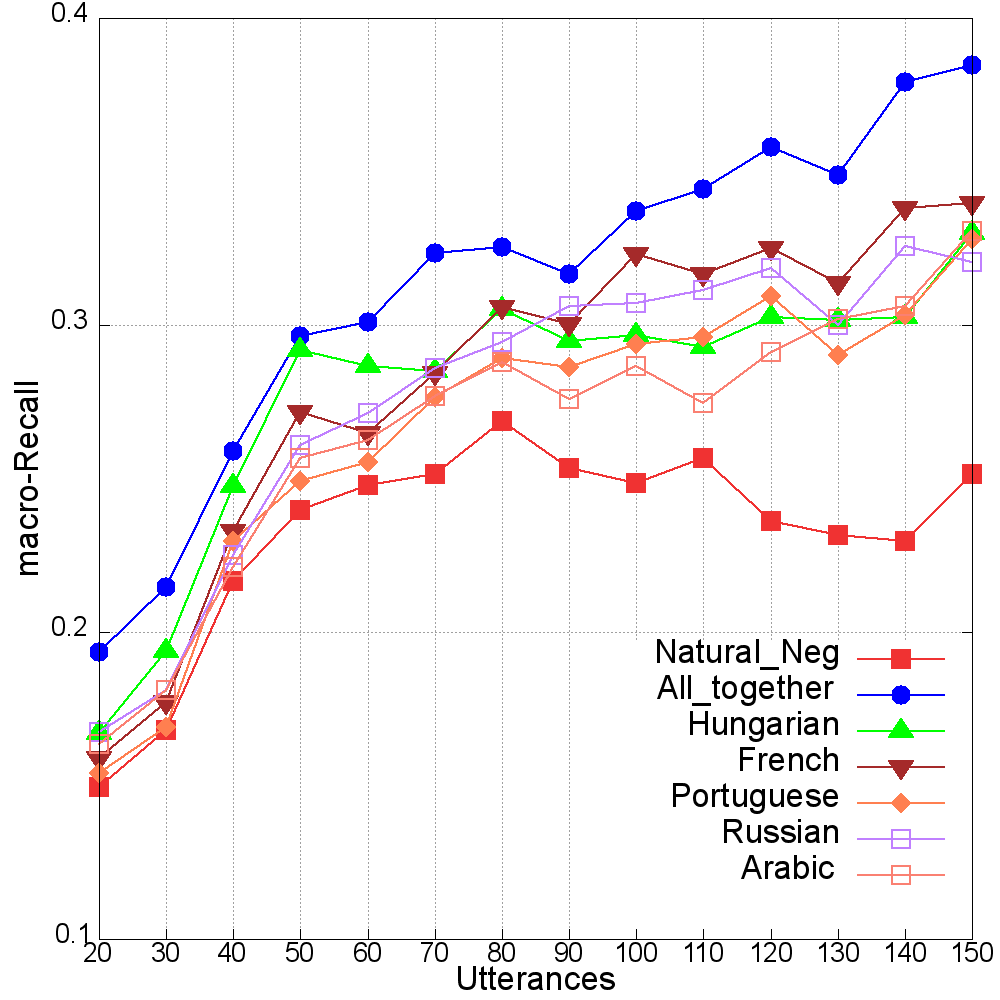 0.4
0.3
0.2
0.1
macro-Recall
Natural_Neg
All_together
Hungarian
French
Portuguese
Russian
Arabic
20 30 40 50 60 70 80 90 100 110 120 130 140 150
Utterances